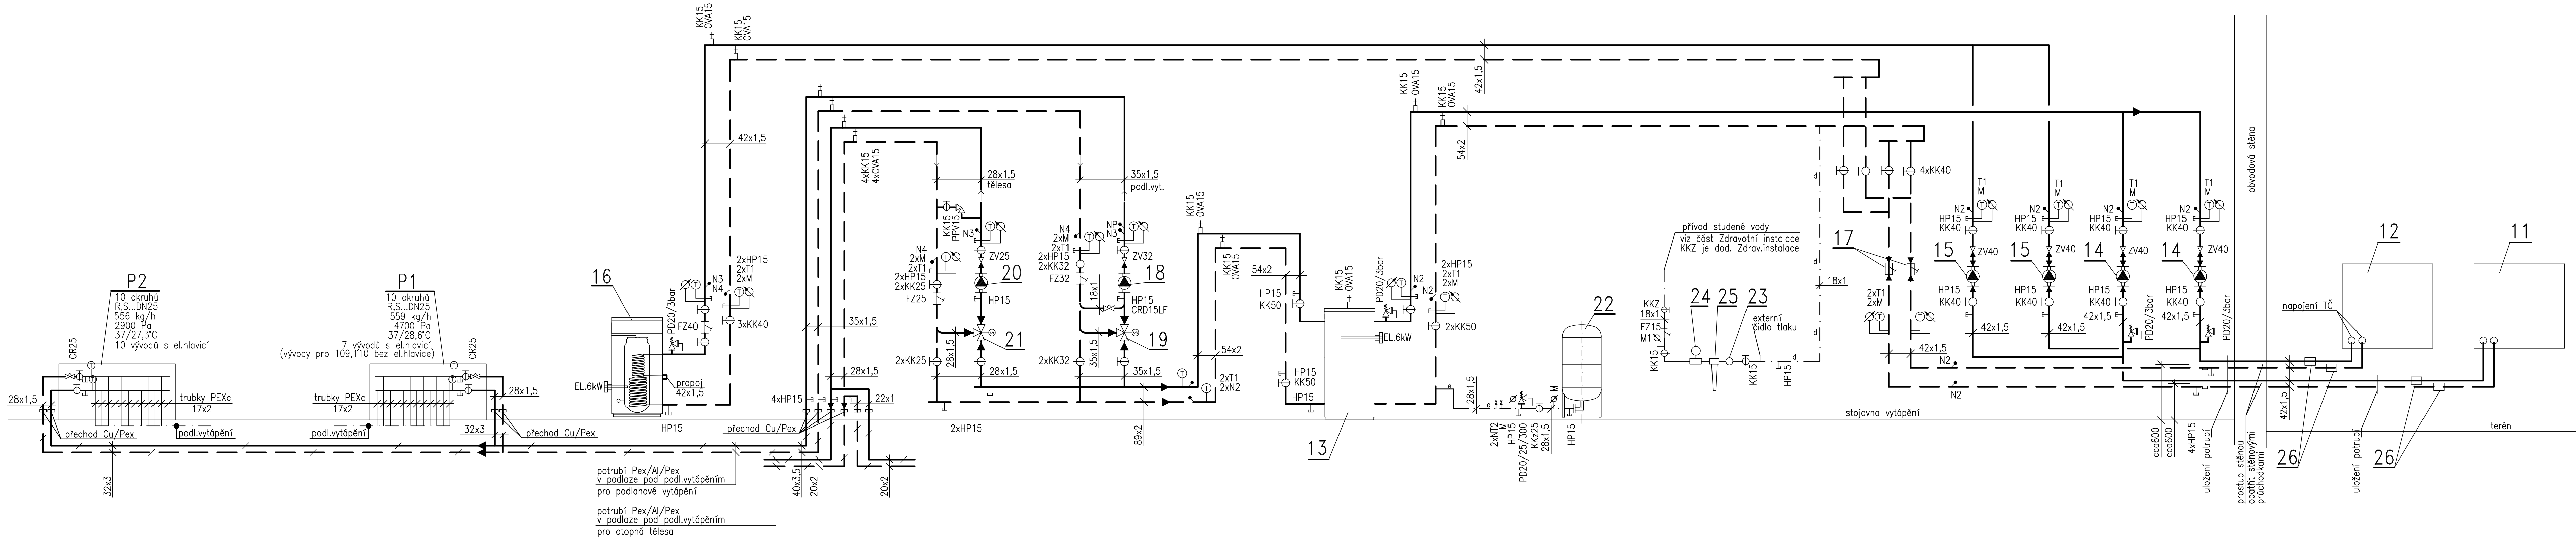 P2
10 okruhů
R,S...DN25
556 kg/h
2900 Pa
37/27,3°C
10 vývodů s el.hlavicí
CR25
28x1,5
trubky PEXc
17x2
přechod Cu/Pex
podl.vytápění
32x3
P1
10 okruhů
R,S...DN25
559 kg/h
4700 Pa
37/28,6°C
7 vývodů s el.hlavicí
(vývody pro 109,110 bez el.hlavice)
CR25
28x1,5
trubky PEXc
17x2
podl.vytápění
32x3
přechod Cu/Pex
potrubí Pex/Al/Pex
v podlaze pod podl.vytápěním
pro podlahové vytápění
potrubí Pex/Al/Pex
v podlaze pod podl.vytápěním
pro otopná tělesa
16
EL.6kW
propoj
42x1,5
HP15
PD20/3bar
FZ40
N3
N4
2xHP15
2xT1
2xM
3xKK40
KK15
OVA15
KK15
OVA15
42x1,5
35x1,5
28x1,5
4xHP15
22x1
přechod Cu/Pex
40x3,5
20x2
20x2
4xKK15
4xOVA15
28x1,5
tělesa
KK15
PPV15
N3
N4
2xM
2xT1
2xHP15
2xKK25
FZ25
ZV25
20
HP15
21
28x1,5
2xKK25
28x1,5
2xHP15
35x1,5
podl.vyt.
NP
N3
N4
2xM
2xT1
2xHP15
2xKK32
FZ32
ZV32
18
18x1
HP15
CRD15LF
19
35x1,5
2xKK32
35x1,5
89x2
2xT1
2xN2
54x2
KK15
OVA15
KK15
OVA15
54x2
HP15
KK50
HP15
KK50
HP15
13
EL.6kW
KK15
OVA15
PD20/3bar
N2
N2
2xHP15
2xT1
2xM
2xKK50
KK15
OVA15
KK15
OVA15
54x2
42x1,5
28x1,5
2xNT2
M
HP15
PD20/25/300
KKz25
28x1,5
M
HP15
22
přívod studené vody
viz část Zdravotní instalace
KKZ je dod. Zdrav.instalace
KKZ
18x1
FZ15
M1
KK15
24
25
23
externí
čidlo tlaku
KK15
HP15
d
d
d
18x1
4xKK40
17
2xT1
2xM
42x1,5
N2
N2
T1
M
N2
HP15
KK40
ZV40
15
HP15
KK40
42x1,5
T1
M
N2
HP15
KK40
ZV40
15
HP15
KK40
42x1,5
T1
M
N2
HP15
KK40
ZV40
14
HP15
KK40
42x1,5
PD20/3bar
T1
M
N2
HP15
KK40
ZV40
14
HP15
KK40
42x1,5
PD20/3bar
stojovna vytápění
cca600
cca600
4xHP15
uložení potrubí
obvodová stěna
prostup stěnou
opatřit stěnovými
průchodkami
42x1,5
26
napojení TČ
12
11
uložení potrubí
26
terén